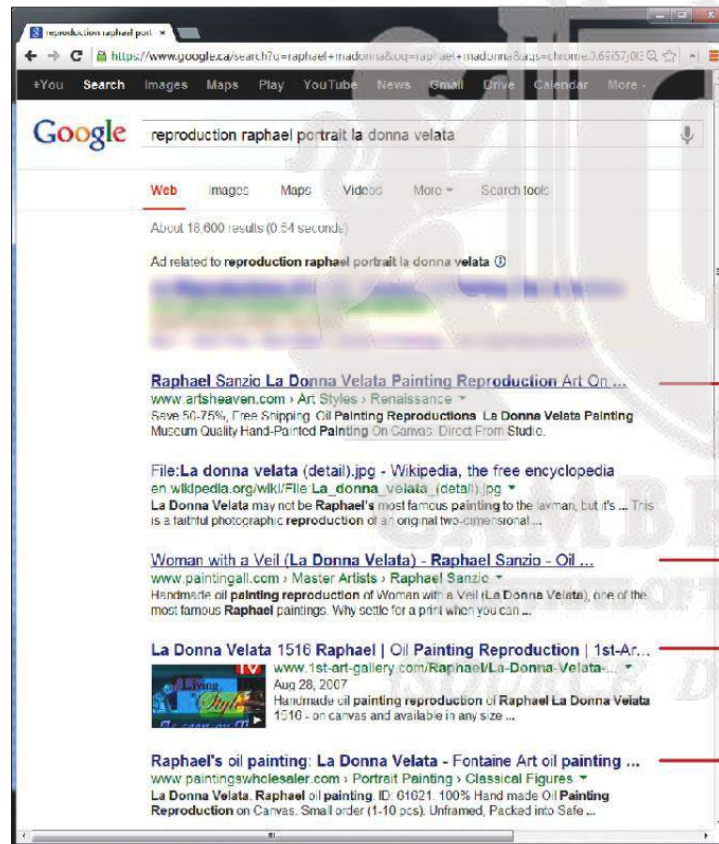 reproduction raphael port
https://www.google.ca/search?q=raphael+madonna&oq=raphael+madonna&aqs=chrome.0.69i57j0l3
+You Search Images Maps Play YouTube News Gmail Drive Calendar More
Google reproduction raphael portrait la donna velata
Web Images Maps Videos More Search tools
About 18,600 results (0.54 seconds)
Ad related to reproduction raphael portrait la donna velata
Raphael Sanzio La Donna Velata Painting Reproduction Art On ...
www.artsheaven.com › Art Styles › Renaissance
Save 50-75%, Free Shipping. Oil Painting Reproductions La Donna Velata Painting
Museum Quality Hand-Painted Painting On Canvas. Direct From Studio.
File:La donna velata (detail).jpg - Wikipedia, the free encyclopedia
en.wikipedia.org/wiki/File:La_donna_velata_(detail).jpg
La Donna Velata may not be Raphael's most famous painting to the layman, but it's ... This
is a faithful photographic reproduction of an original two-dimensional ...
Woman with a Veil (La Donna Velata) - Raphael Sanzio - Oil ...
www.paintingall.com › Master Artists › Raphael Sanzio
Handmade oil painting reproduction of Woman with a Veil (La Donna Velata), one of the
most famous Raphael paintings. Why settle for a print when you can ...
La Donna Velata 1516 Raphael | Oil Painting Reproduction | 1st-Ar...
www.1st-art-gallery.com/Raphael/La-Donna-Velata-...
Aug 28, 2007
Handmade oil painting reproduction of Raphael La Donna Velata
1516 - on canvas and available in any size ...
TV
Living
Style
Raphael's oil painting: La Donna Velata - Fontaine Art oil painting ...
www.paintingswholesaler.com › Portrait Painting › Classical Figures
La Donna Velata. Raphael oil painting. ID: 61621. 100% Hand made Oil Painting
Reproduction on Canvas. Small order (1-10 pcs). Unframed, Packed into Safe ...